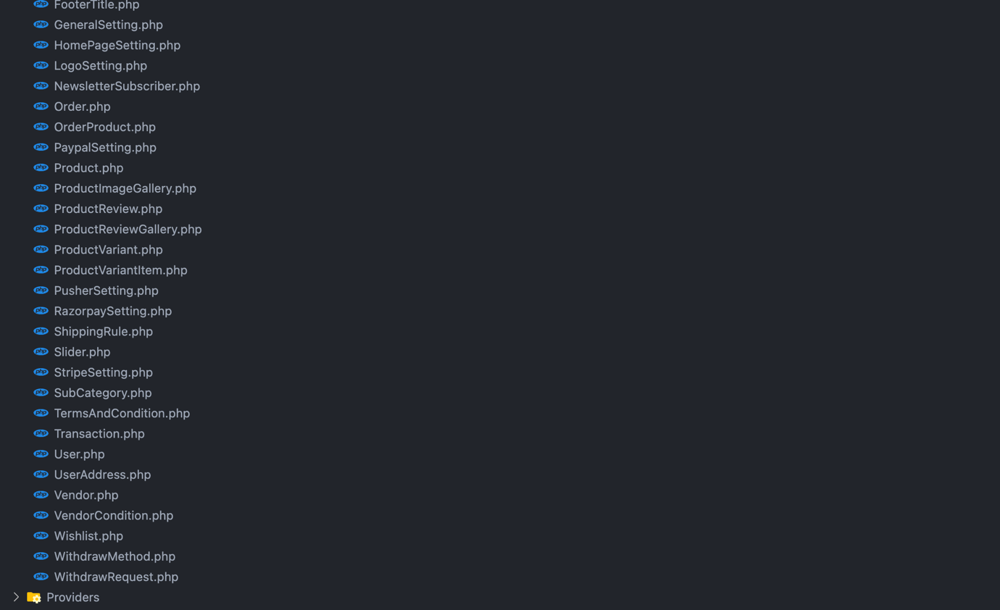 FooterTitle.php
GeneralSetting.php
HomePageSetting.php
LogoSetting.php
NewsletterSubscriber.php
Order.php
OrderProduct.php
PaypalSetting.php
Product.php
ProductImageGallery.php
ProductReview.php
ProductReviewGallery.php
ProductVariant.php
ProductVariantItem.php
PusherSetting.php
RazorpaySetting.php
ShippingRule.php
Slider.php
StripeSetting.php
SubCategory.php
TermsAndCondition.php
Transaction.php
User.php
UserAddress.php
Vendor.php
VendorCondition.php
Wishlist.php
WithdrawMethod.php
WithdrawRequest.php
Providers